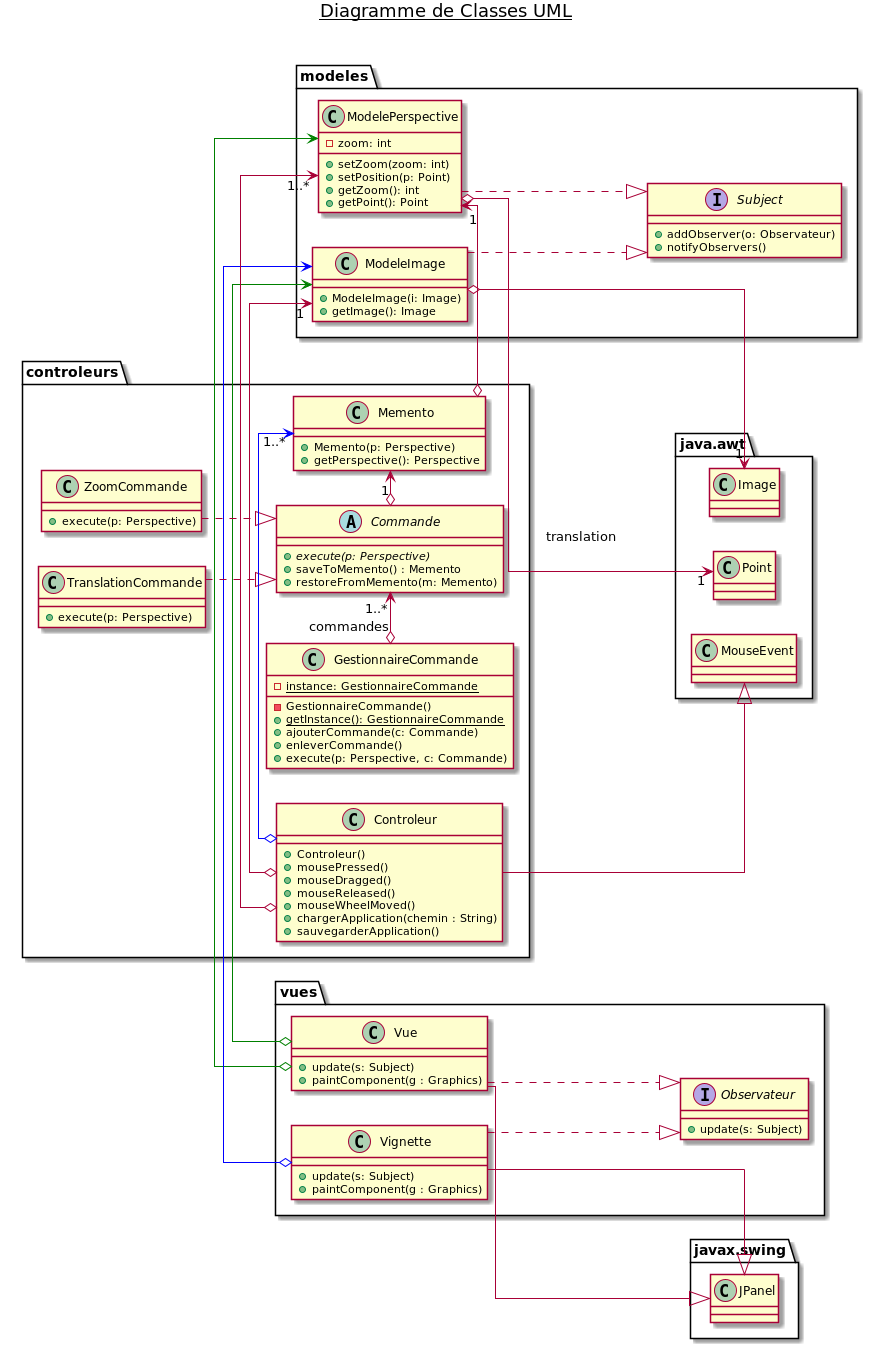 Diagramme de Classes UML
modeles
C ModelePerspective
zoom: int
setZoom(zoom: int)
setPosition(p: Point)
getZoom(): int
getPoint(): Point
1..*
1
I Subject
addObserver(o: Observateur)
notifyObservers()
C ModeleImage
ModeleImage(i: Image)
getImage(): Image
1
controleurs
C Memento
Memento(p: Perspective)
getPerspective(): Perspective
1..*
1
C ZoomCommande
execute(p: Perspective)
A Commande
execute(p: Perspective)
saveToMemento() : Memento
restoreFromMemento(m: Memento)
C TranslationCommande
execute(p: Perspective)
1..*
commandes
C GestionnaireCommande
instance: GestionnaireCommande
GestionnaireCommande()
getInstance(): GestionnaireCommande
ajouterCommande(c: Commande)
enleverCommande()
execute(p: Perspective, c: Commande)
C Controleur
Controleur()
mousePressed()
mouseDragged()
mouseReleased()
mouseWheelMoved()
chargerApplication(chemin : String)
sauvegarderApplication()
translation
java.awt
1
C Image
C Point
1
C MouseEvent
vues
C Vue
update(s: Subject)
paintComponent(g : Graphics)
I Observateur
update(s: Subject)
C Vignette
update(s: Subject)
paintComponent(g : Graphics)
javax.swing
C JPanel